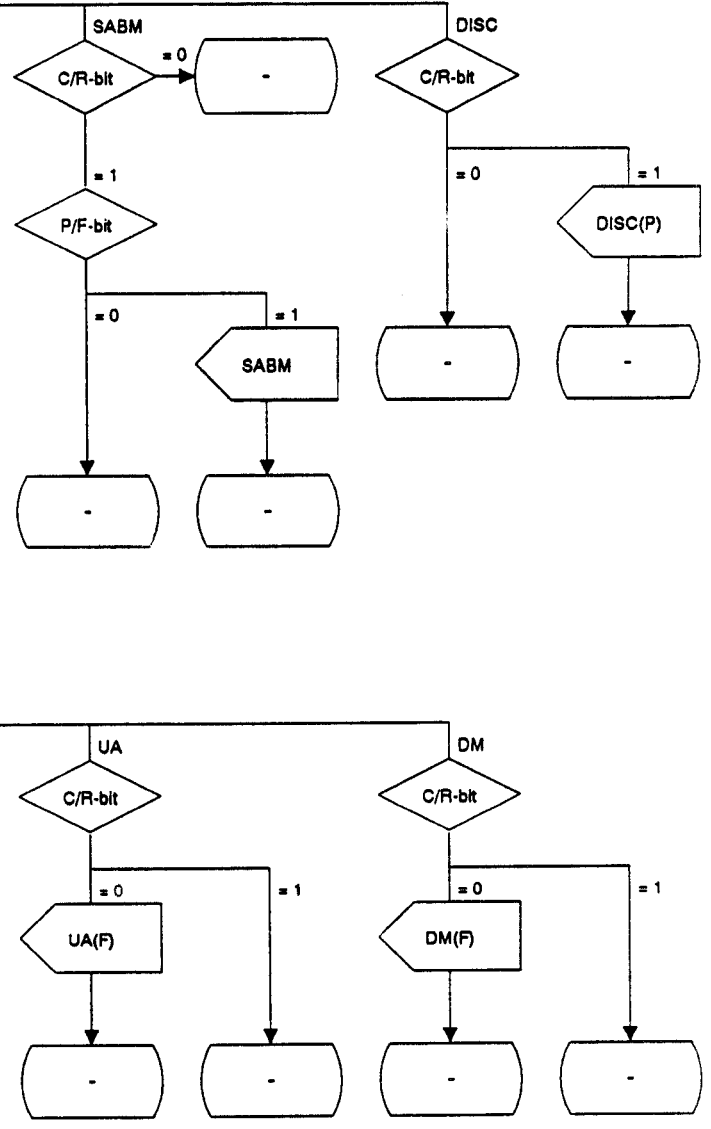 SABM
DISC
C/R-bit
= 0
-
C/R-bit
= 1
= 0
= 1
P/F-bit
DISC(P)
= 0
= 1
SABM
-
-
-
-
UA
DM
C/R-bit
C/R-bit
= 0
= 1
= 0
= 1
UA(F)
DM(F)
-
-
-
-